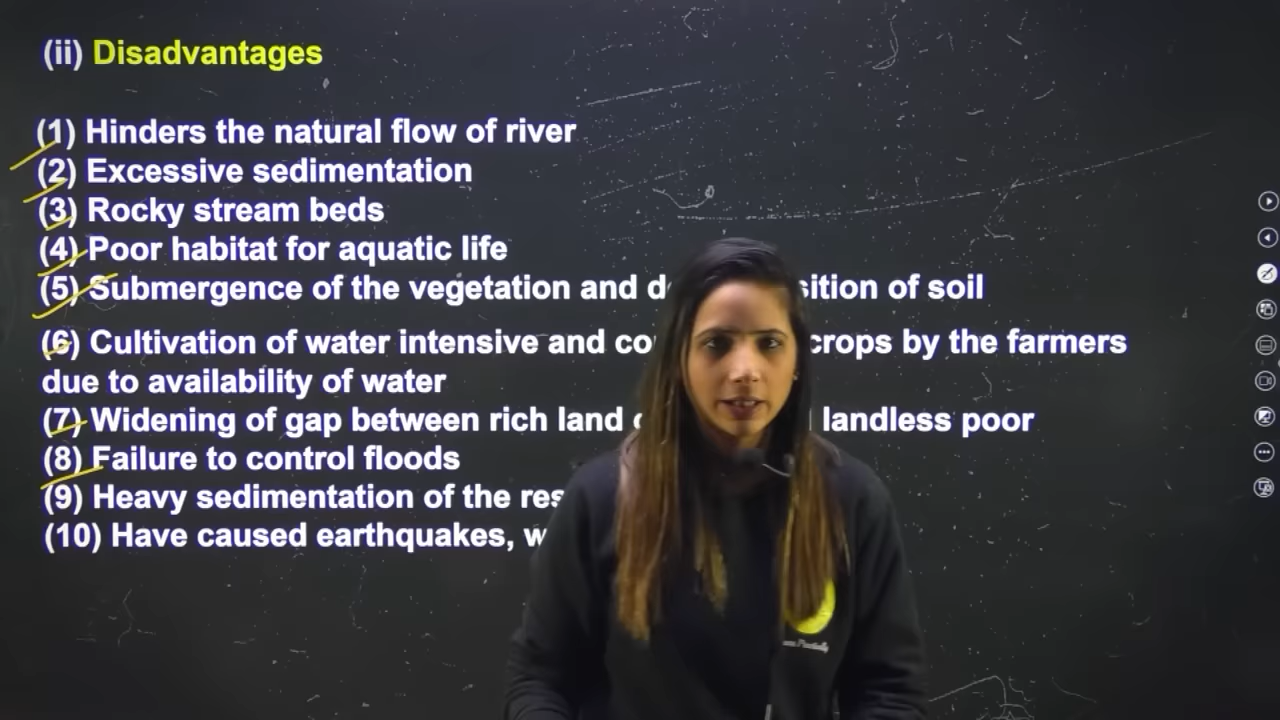 (ii) Disadvantages
(1) Hinders the natural flow of river
(2) Excessive sedimentation
(3) Rocky stream beds
(4) Poor habitat for aquatic life
(5) Submergence of the vegetation and d sition of soil
(6) Cultivation of water intensive and co crops by the farmers
due to availability of water
(7) Widening of gap between rich land landless poor
(8) Failure to control floods
(9) Heavy sedimentation of the res
(10) Have caused earthquakes, w